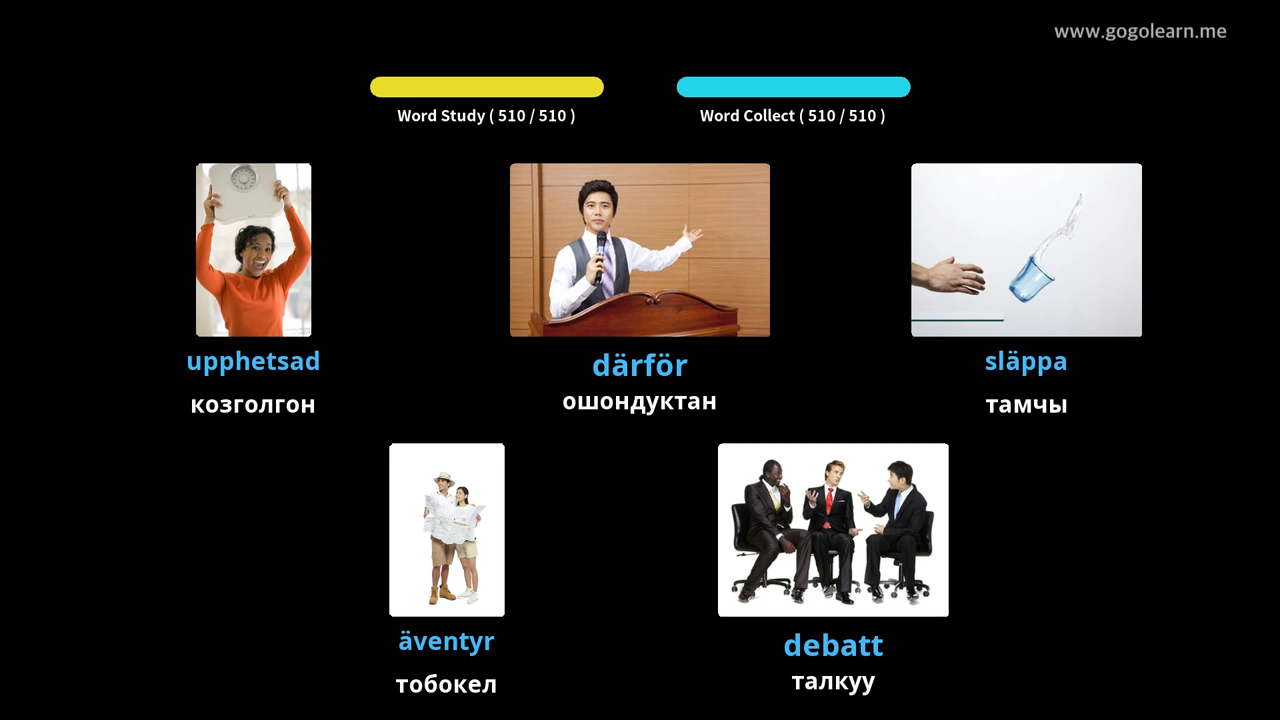 www.gogolearn.me
Word Study ( 510 / 510 )
Word Collect ( 510 / 510 )
upphetsad
козголгон
därför
ошондуктан
släppa
тамчы
äventyr
тобокел
debatt
талкуу